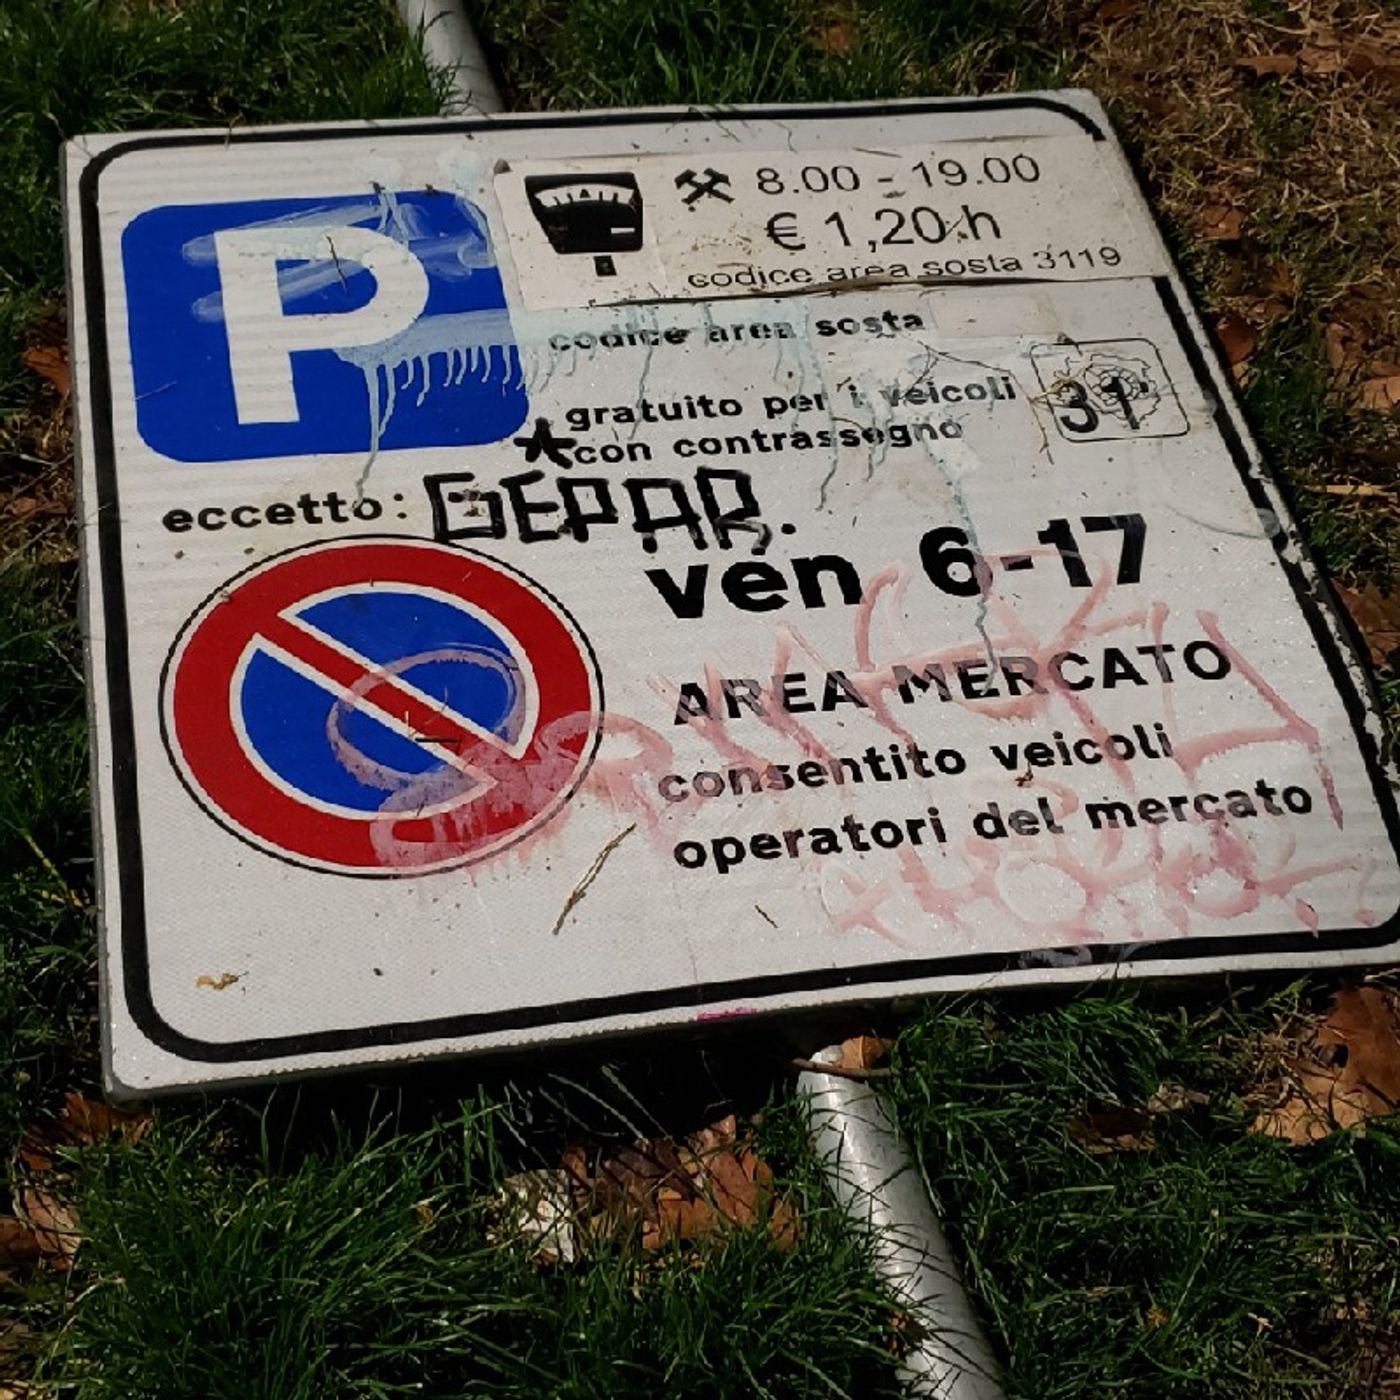 P
8.00 - 19.00
€ 1,20 h
codice area sosta 3119
codice area sosta
gratuito per i veicoli
con contrassegno
31
eccetto:
ven 6-17
AREA MERCATO
consentito veicoli
operatori del mercato